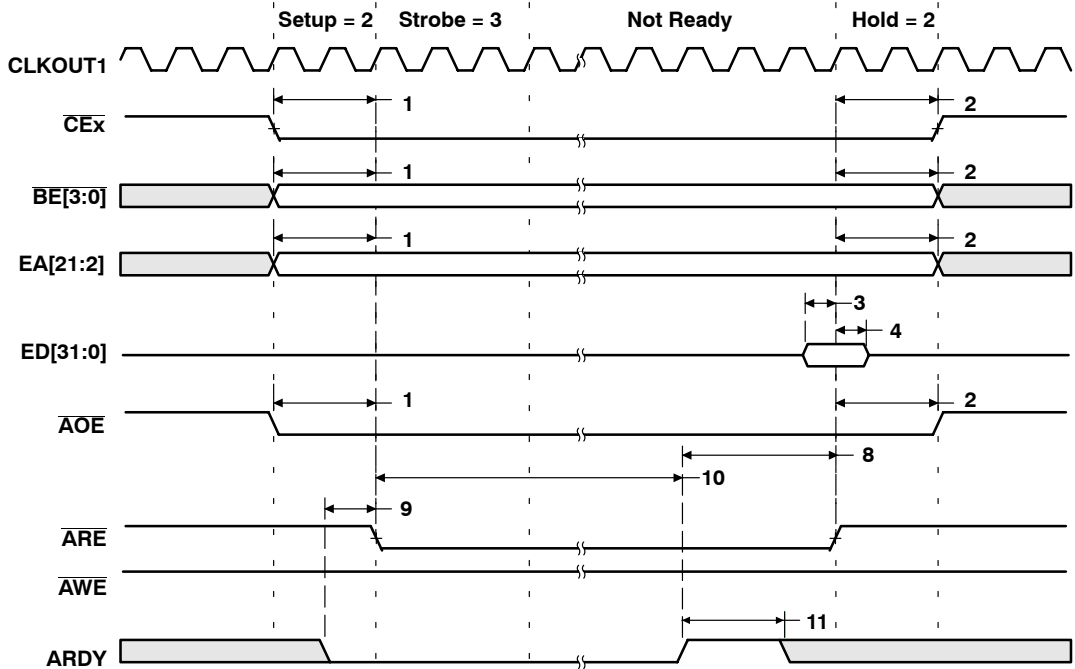 Setup = 2 Strobe = 3 Not Ready Hold = 2
CLKOUT1
1 2
CEx
1 2
BE[3:0]
1 2
EA[21:2]
3
4
ED[31:0]
1 2
AOE
8
10
9
ARE
AWE
11
ARDY